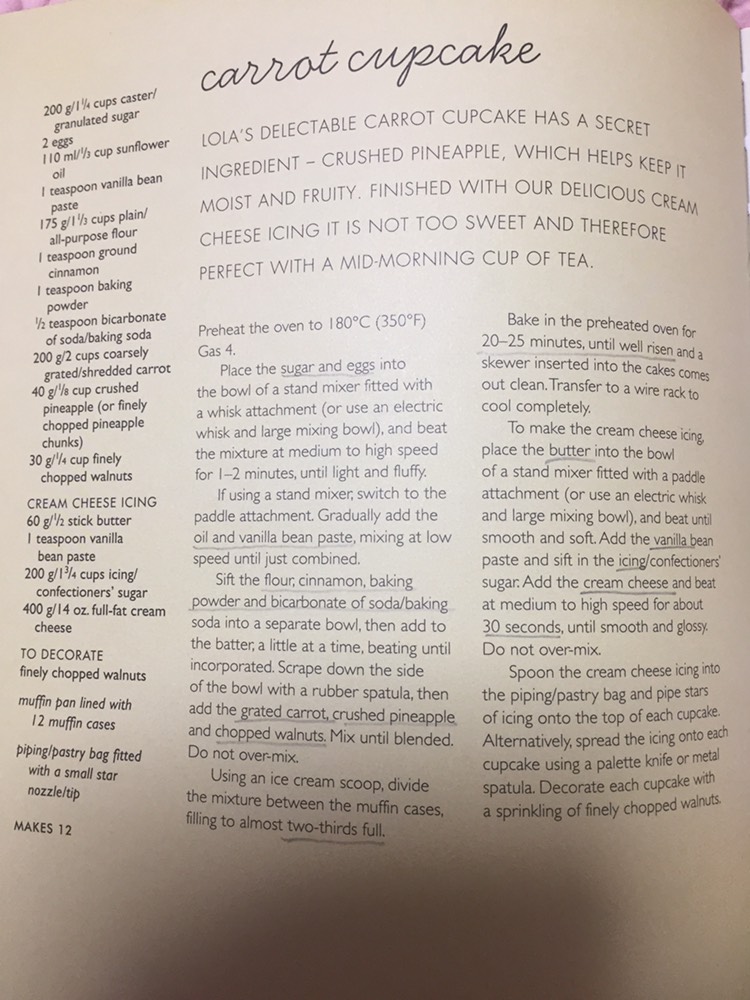 carrot cupcake
LOLA'S DELECTABLE CARROT CUPCAKE HAS A SECRET
INGREDIENT – CRUSHED PINEAPPLE, WHICH HELPS KEEP IT
MOIST AND FRUITY. FINISHED WITH OUR DELICIOUS CREAM
CHEESE ICING IT IS NOT TOO SWEET AND THEREFORE
PERFECT WITH A MID-MORNING CUP OF TEA.
200 g/1¼ cups caster/
granulated sugar
2 eggs
110 ml/⅓ cup sunflower
oil
1 teaspoon vanilla bean
paste
175 g/1⅓ cups plain/
all-purpose flour
1 teaspoon ground
cinnamon
1 teaspoon baking
powder
½ teaspoon bicarbonate
of soda/baking soda
200 g/2 cups coarsely
grated/shredded carrot
40 g/⅛ cup crushed
pineapple (or finely
chopped pineapple
chunks)
30 g/¼ cup finely
chopped walnuts
CREAM CHEESE ICING
60 g/½ stick butter
1 teaspoon vanilla
bean paste
200 g/1¾ cups icing/
confectioners' sugar
400 g/14 oz. full-fat cream
cheese
TO DECORATE
finely chopped walnuts
muffin pan lined with
12 muffin cases
piping/pastry bag fitted
with a small star
nozzle/tip
MAKES 12
Preheat the oven to 180°C (350°F)
Gas 4.
Place the sugar and eggs into
the bowl of a stand mixer fitted with
a whisk attachment (or use an electric
whisk and large mixing bowl), and beat
the mixture at medium to high speed
for 1–2 minutes, until light and fluffy.
If using a stand mixer, switch to the
paddle attachment. Gradually add the
oil and vanilla bean paste, mixing at low
speed until just combined.
Sift the flour, cinnamon, baking
powder and bicarbonate of soda/baking
soda into a separate bowl, then add to
the batter, a little at a time, beating until
incorporated. Scrape down the side
of the bowl with a rubber spatula, then
add the grated carrot, crushed pineapple
and chopped walnuts. Mix until blended.
Do not over-mix.
Using an ice cream scoop, divide
the mixture between the muffin cases,
filling to almost two-thirds full.
Bake in the preheated oven for
20–25 minutes, until well risen and a
skewer inserted into the cakes comes
out clean. Transfer to a wire rack to
cool completely.
To make the cream cheese icing,
place the butter into the bowl
of a stand mixer fitted with a paddle
attachment (or use an electric whisk
and large mixing bowl), and beat until
smooth and soft. Add the vanilla bean
paste and sift in the icing/confectioners'
sugar. Add the cream cheese and beat
at medium to high speed for about
30 seconds, until smooth and glossy.
Do not over-mix.
Spoon the cream cheese icing into
the piping/pastry bag and pipe stars
of icing onto the top of each cupcake.
Alternatively, spread the icing onto each
cupcake using a palette knife or metal
spatula. Decorate each cupcake with
a sprinkling of finely chopped walnuts.